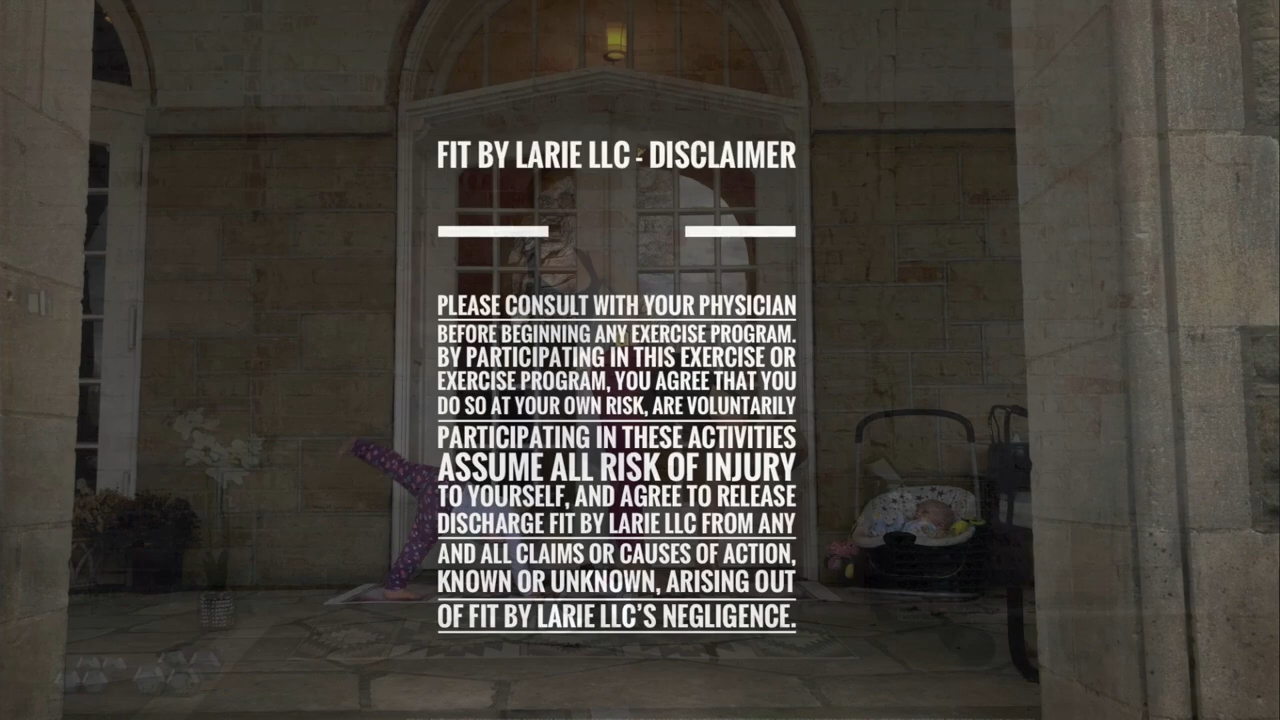 FIT BY LARIE LLC - DISCLAIMER
PLEASE CONSULT WITH YOUR PHYSICIAN
BEFORE BEGINNING ANY EXERCISE PROGRAM.
BY PARTICIPATING IN THIS EXERCISE OR
EXERCISE PROGRAM, YOU AGREE THAT YOU
DO SO AT YOUR OWN RISK, ARE VOLUNTARILY
PARTICIPATING IN THESE ACTIVITIES
ASSUME ALL RISK OF INJURY
TO YOURSELF, AND AGREE TO RELEASE
DISCHARGE FIT BY LARIE LLC FROM ANY
AND ALL CLAIMS OR CAUSES OF ACTION,
KNOWN OR UNKNOWN, ARISING OUT
OF FIT BY LARIE LLC'S NEGLIGENCE.